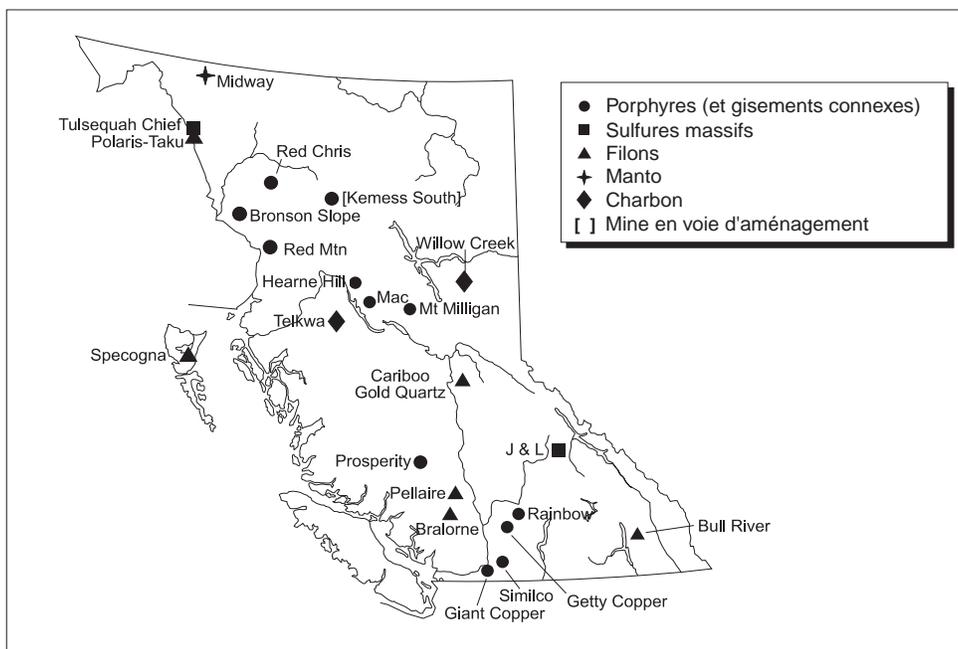 Midway
Tulsequah Chief
Polaris-Taku
Red Chris
[Kemess South]
Bronson Slope
Red Mtn
Willow Creek
Hearne Hill
Mac
Mt Milligan
Telkwa
Specogna
Cariboo
Gold Quartz
J & L
Prosperity
Pellaire
Bralorne
Rainbow
Bull River
Similco
Getty Copper
Giant Copper
Porphyres (et gisements connexes)
Sulfures massifs
Filons
Manto
Charbon
[ ] Mine en voie d'aménagement